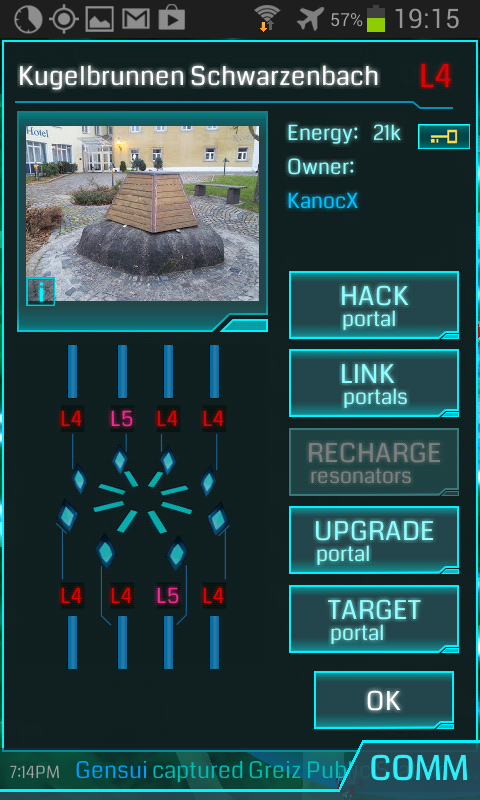 57% 19:15
Kugelbrunnen Schwarzenbach L4
Hotel
Energy: 21k
Owner:
KanocX
i
HACK
portal
LINK
portals
L4 L5 L4 L4
RECHARGE
resonators
UPGRADE
portal
L4 L4 L5 L4
TARGET
portal
OK
7:14PM Gensui captured Greiz
COMM